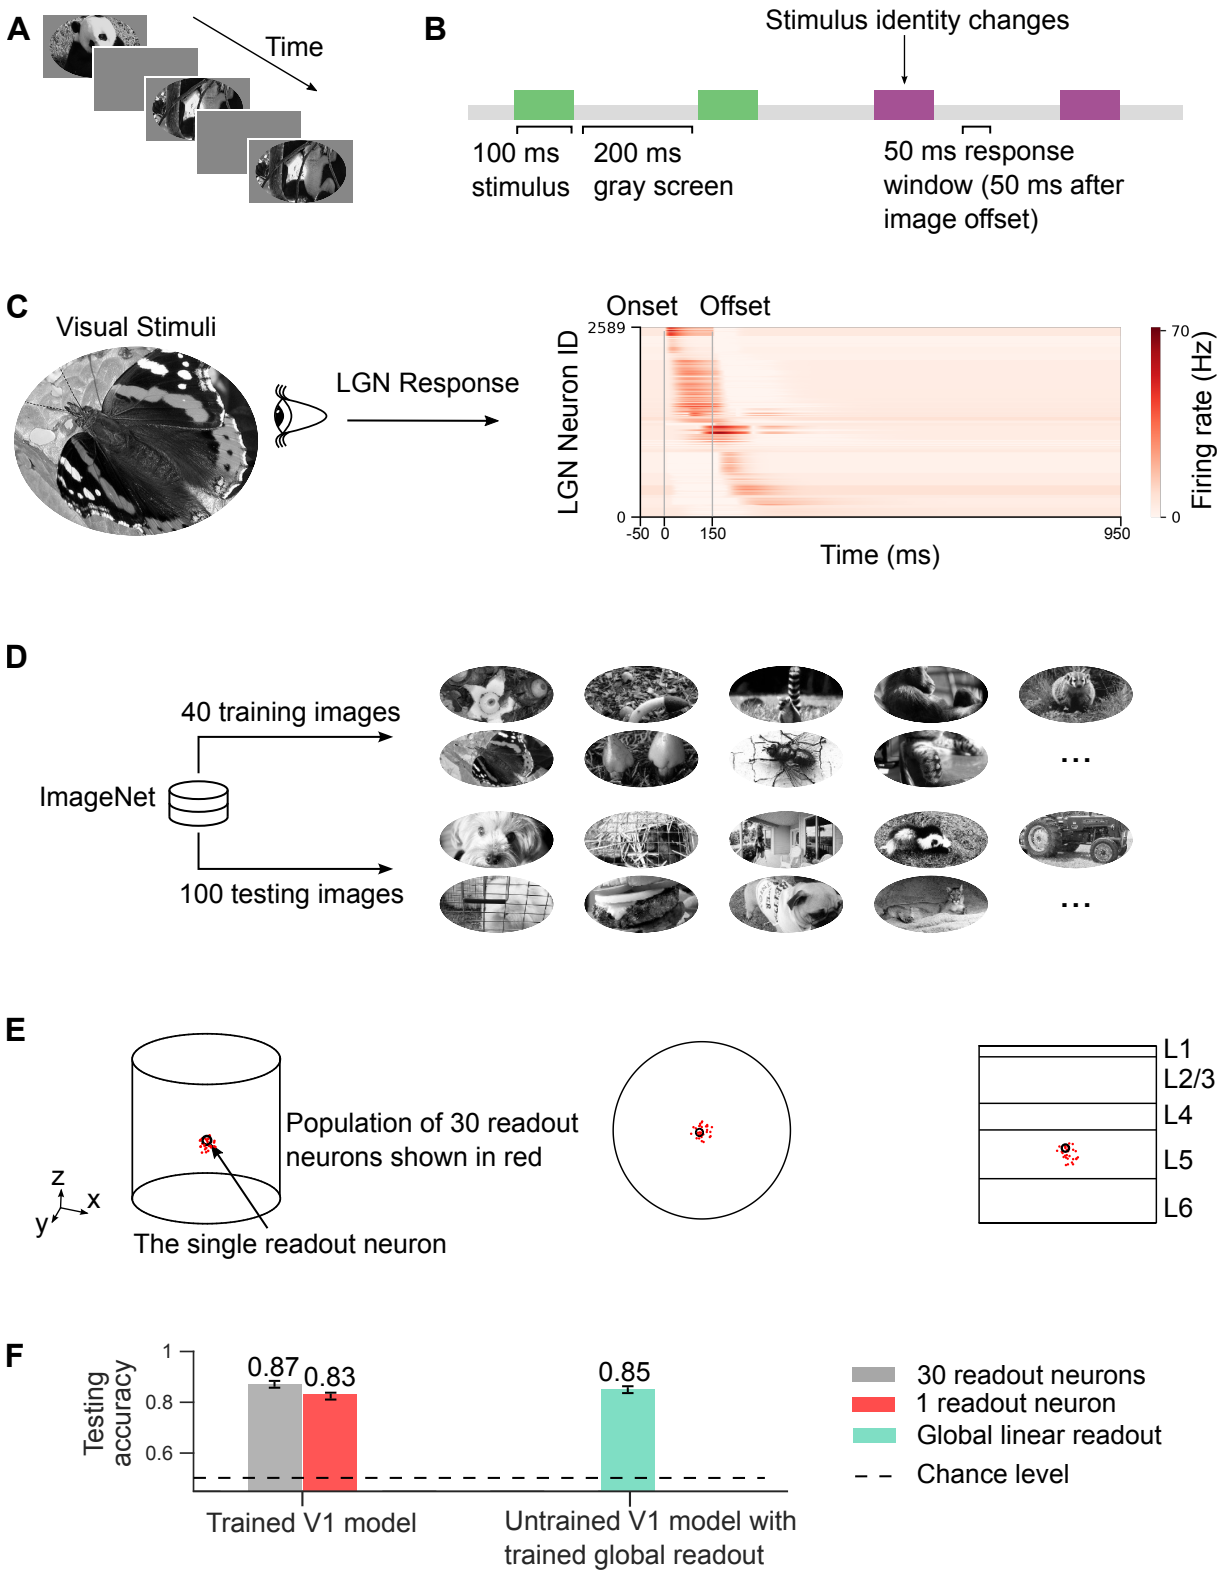 A
Time
B
Stimulus identity changes
100 ms
stimulus
200 ms
gray screen
50 ms response
window (50 ms after
image offset)
C
Visual Stimuli
LGN Response
Onset
Offset
2589
0
LGN Neuron ID
-50
0
150
950
Time (ms)
70
0
Firing rate (Hz)
D
40 training images
ImageNet
100 testing images
...
...
E
Population of 30 readout
neurons shown in red
z
x
y
The single readout neuron
L1
L2/3
L4
L5
L6
F
Testing
accuracy
1
0.8
0.6
0.87
0.83
0.85
Trained V1 model
Untrained V1 model with
trained global readout
30 readout neurons
1 readout neuron
Global linear readout
Chance level